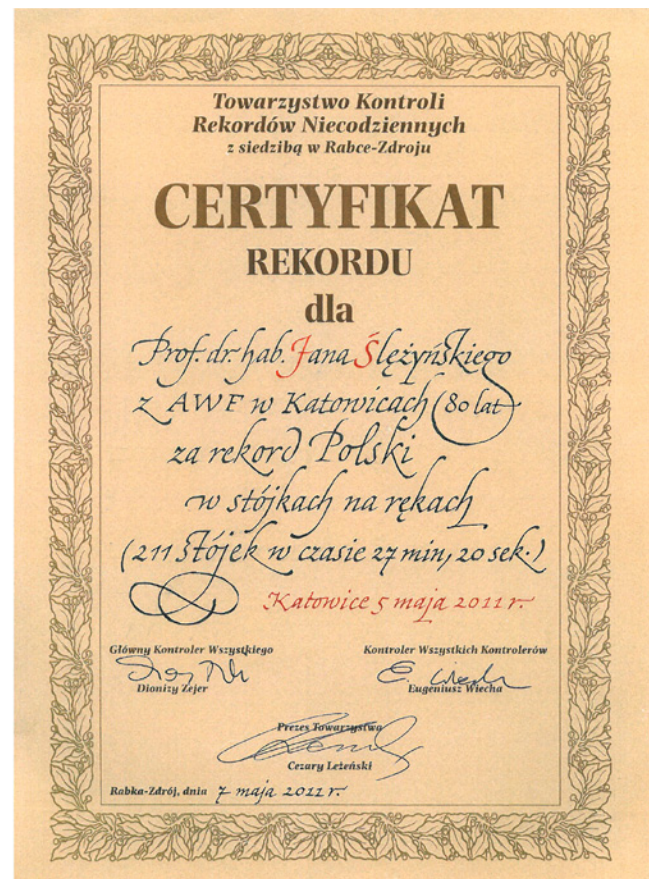 Towarzystwo Kontroli
Rekordów Niecodziennych
z siedzibą w Rabce-Zdroju
CERTYFIKAT
REKORDU
dla
Prof. dr hab. Jana Ślężyńskiego
z AWF w Katowicach (80 lat)
za rekord Polski
w stójkach na rękach
(211 stójek w czasie 27 min, 20 sek.)
Katowice 5 maja 2011 r.
Główny Kontroler Wszystkiego Kontroler Wszystkich Kontrolerów
Dionizy Zejer Eugeniusz Wiecha
Prezes Towarzystwa
Cezary Leżeński
Rabka-Zdrój, dnia 7 maja 2011 r.